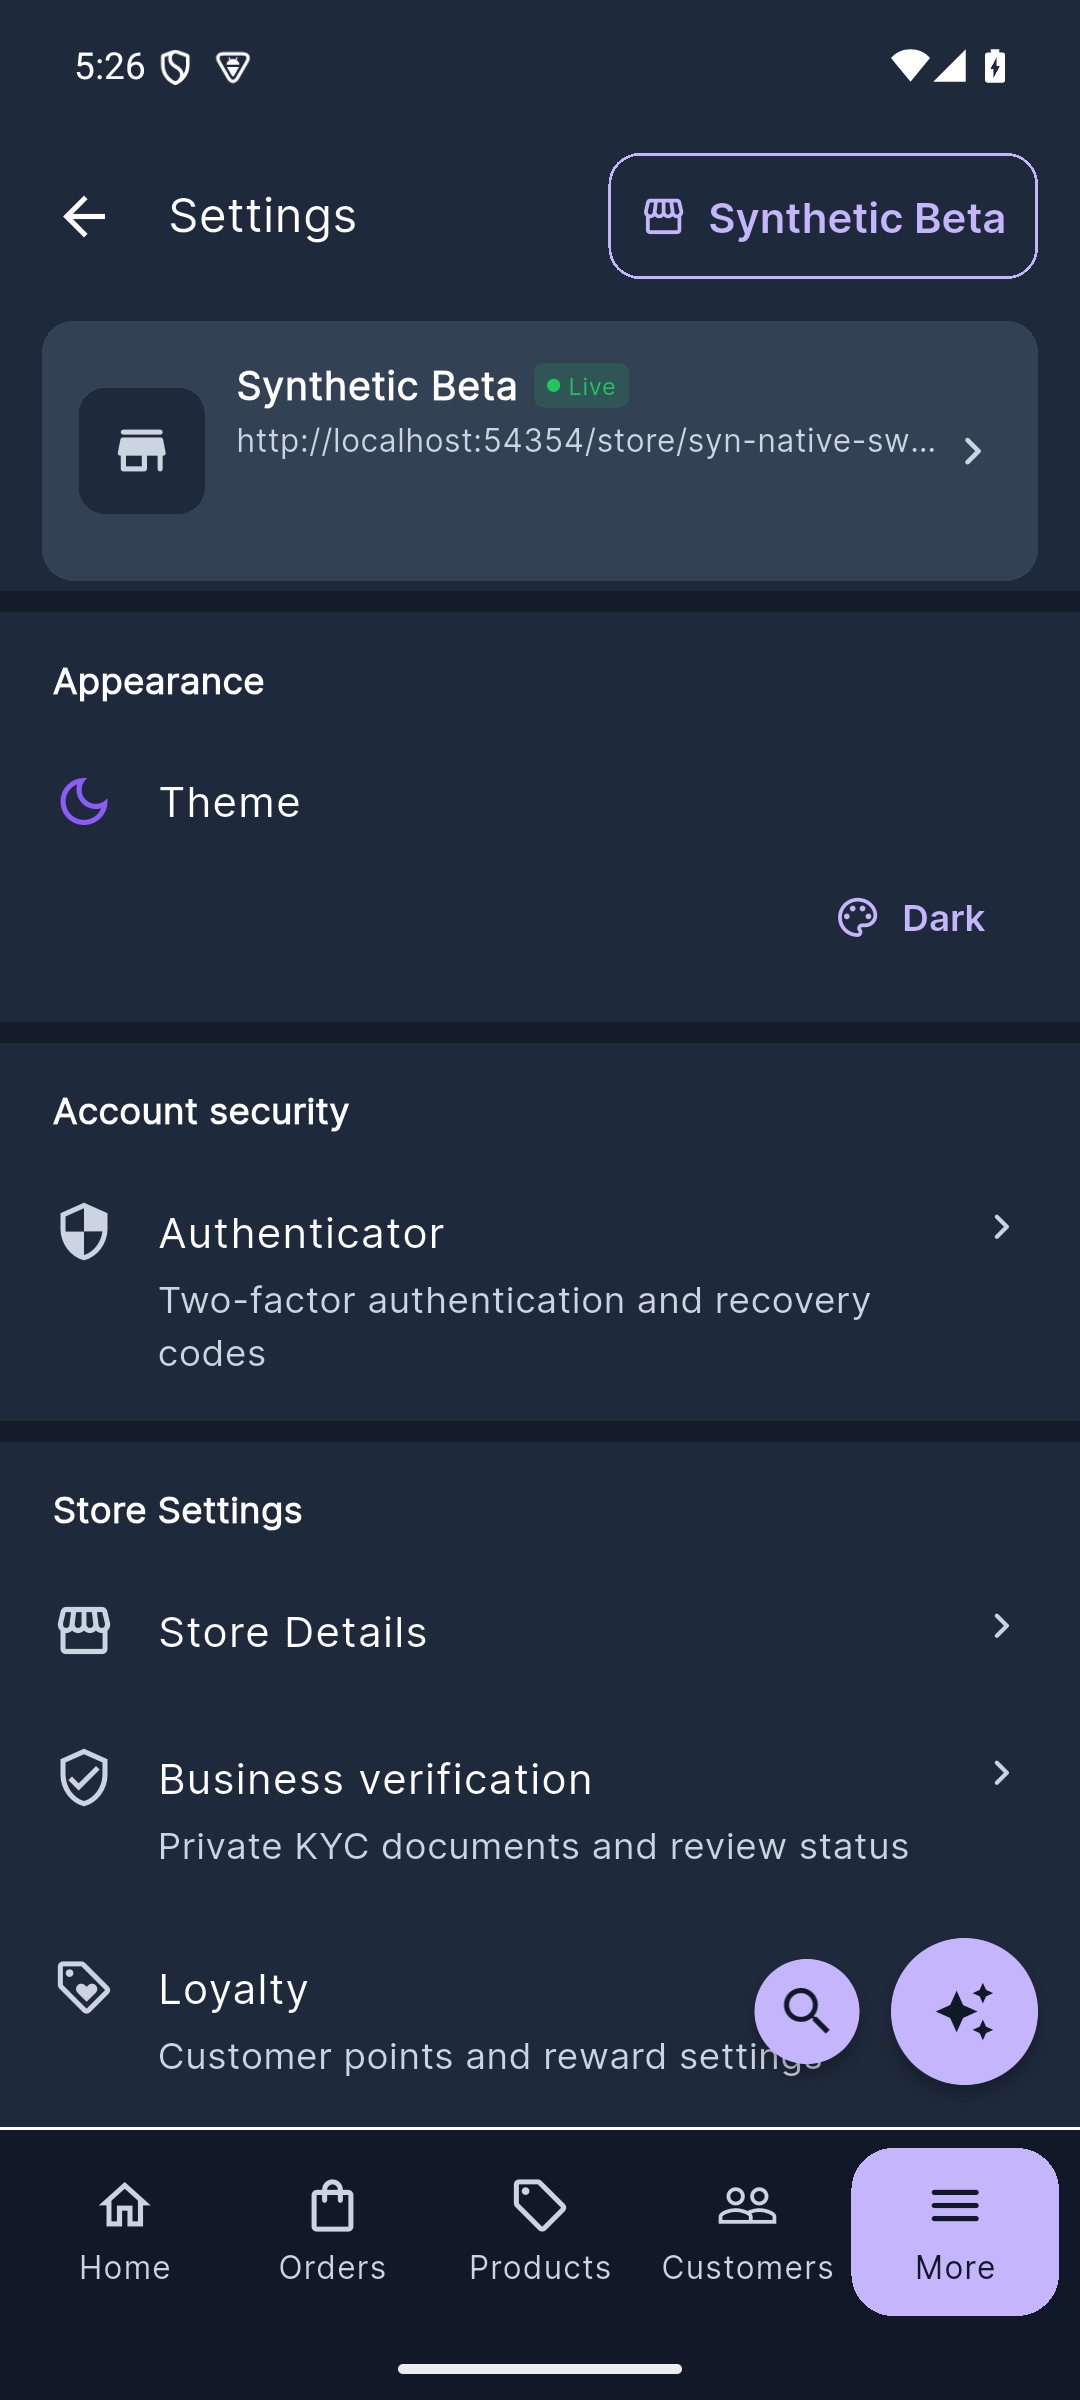 5:26
Settings
Synthetic Beta
Synthetic Beta
Live
http://localhost:54354/store/syn-native-sw...
Appearance
Theme
Dark
Account security
Authenticator
Two-factor authentication and recovery
codes
Store Settings
Store Details
Business verification
Private KYC documents and review status
Loyalty
Customer points and reward settings
Home
Orders
Products
Customers
More